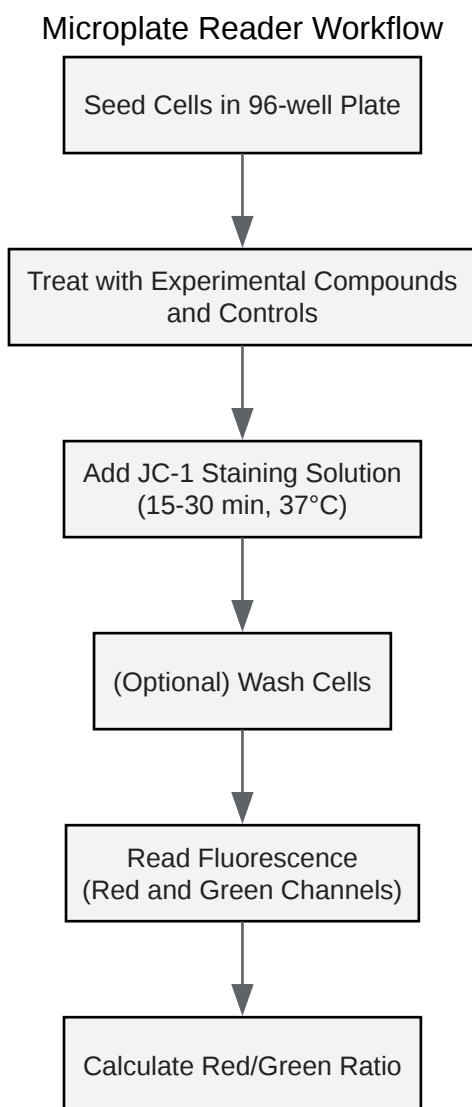 Microplate Reader Workflow
Seed Cells in 96-well Plate
Treat with Experimental Compounds
and Controls
Add JC-1 Staining Solution
(15-30 min, 37°C)
(Optional) Wash Cells
Read Fluorescence
(Red and Green Channels)
Calculate Red/Green Ratio